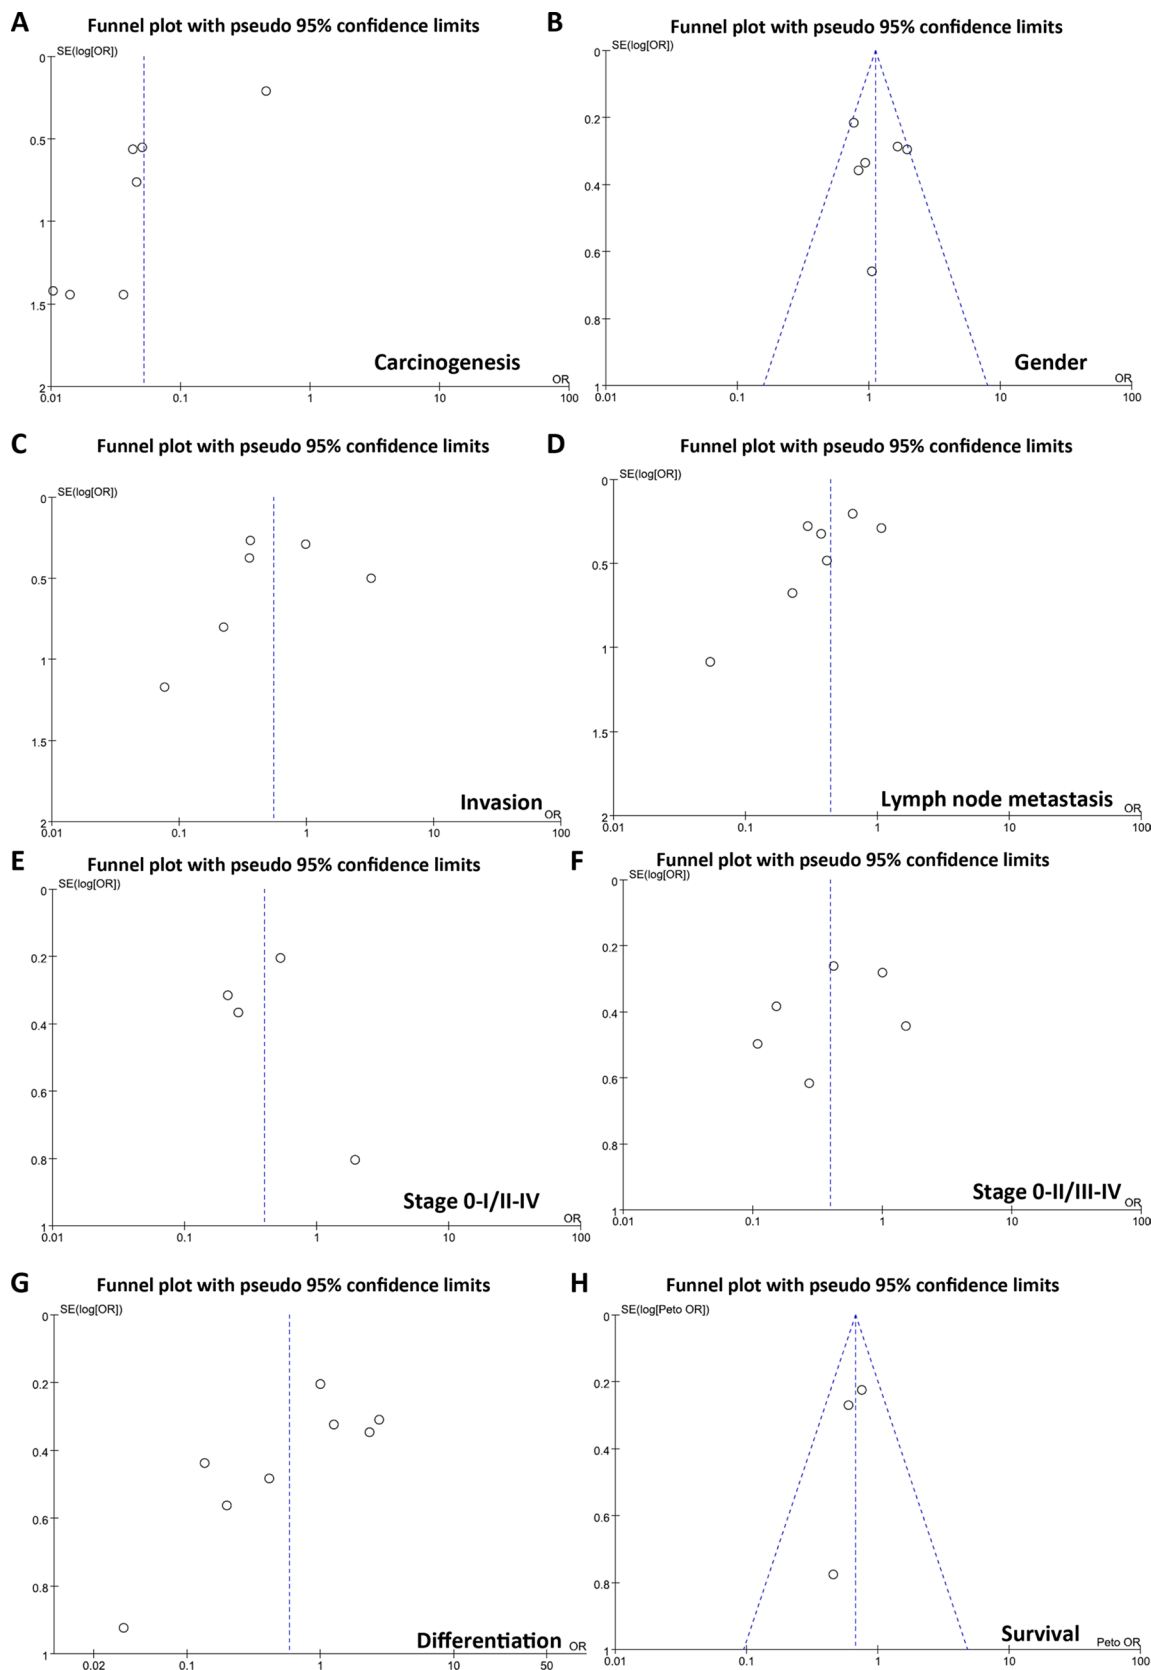 A
Funnel plot with pseudo 95% confidence limits
SE(log[OR])
0
0.5
1
1.5
2
Carcinogenesis
OR
0.01 0.1 1 10 100
B
Funnel plot with pseudo 95% confidence limits
SE(log[OR])
0
0.2
0.4
0.6
0.8
1
Gender
OR
0.01 0.1 1 10 100
C
Funnel plot with pseudo 95% confidence limits
SE(log[OR])
0
0.5
1
1.5
2
Invasion
OR
0.01 0.1 1 10 100
D
Funnel plot with pseudo 95% confidence limits
SE(log[OR])
0
0.5
1
1.5
2
Lymph node metastasis
OR
0.01 0.1 1 10 100
E
Funnel plot with pseudo 95% confidence limits
SE(log[OR])
0
0.2
0.4
0.6
0.8
1
Stage 0-I/II-IV
OR
0.01 0.1 1 10 100
F
Funnel plot with pseudo 95% confidence limits
SE(log[OR])
0
0.2
0.4
0.6
0.8
1
Stage 0-II/III-IV
OR
0.01 0.1 1 10 100
G
Funnel plot with pseudo 95% confidence limits
SE(log[OR])
0
0.2
0.4
0.6
0.8
1
Differentiation
OR
0.02 0.1 1 10 50
H
Funnel plot with pseudo 95% confidence limits
SE(log[Peto OR])
0
0.2
0.4
0.6
0.8
1
Survival
Peto OR
0.01 0.1 1 10 100